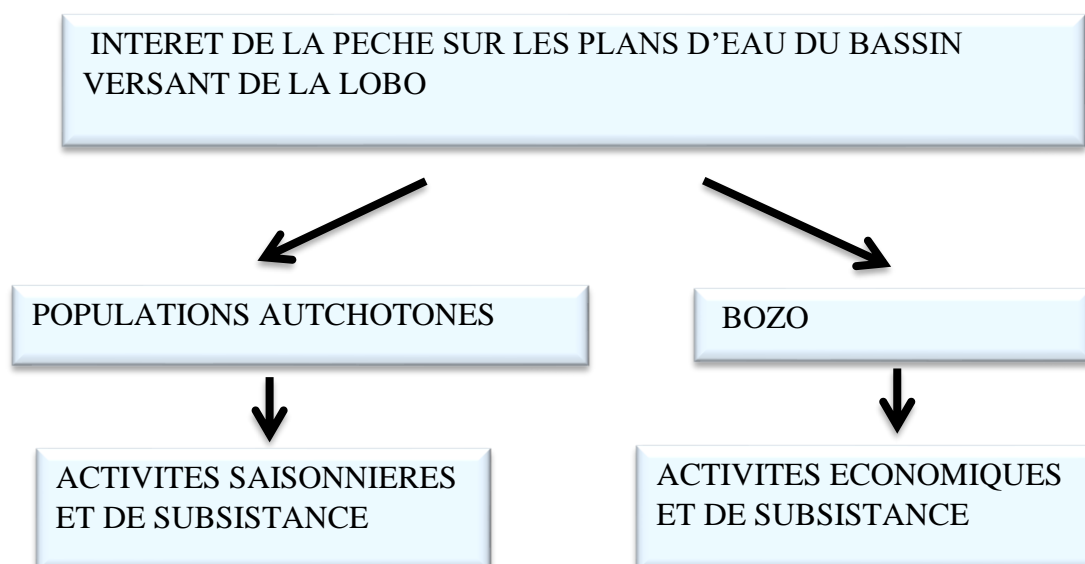 INTERET DE LA PECHE SUR LES PLANS D’EAU DU BASSIN
VERSANT DE LA LOBO
POPULATIONS AUTCHOTONES
BOZO
ACTIVITES SAISONNIERES
ET DE SUBSISTANCE
ACTIVITES ECONOMIQUES
ET DE SUBSISTANCE